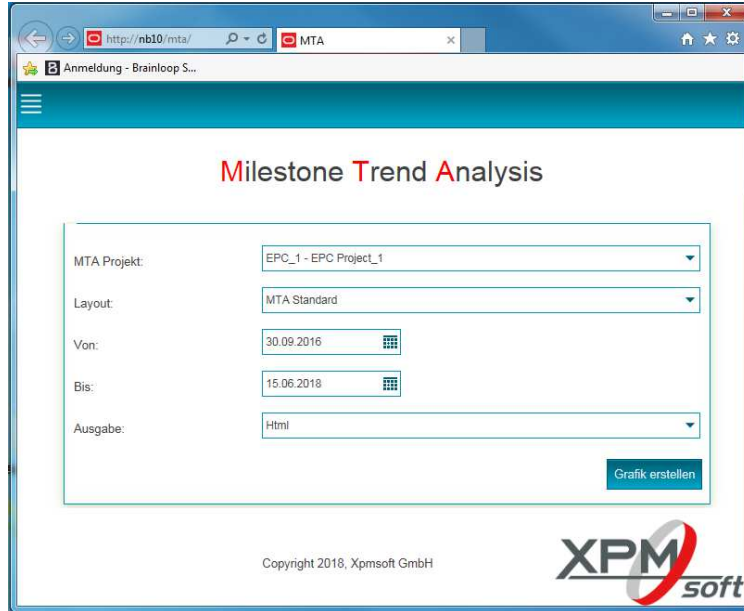 http://nb10/mta/
MTA
Anmeldung - Brainloop S...
Milestone Trend Analysis
MTA Projekt:
EPC_1 - EPC Project_1
Layout:
MTA Standard
Von:
30.09.2016
Bis:
15.06.2018
Ausgabe:
Html
Grafik erstellen
Copyright 2018, Xpmsoft GmbH
XPM
soft